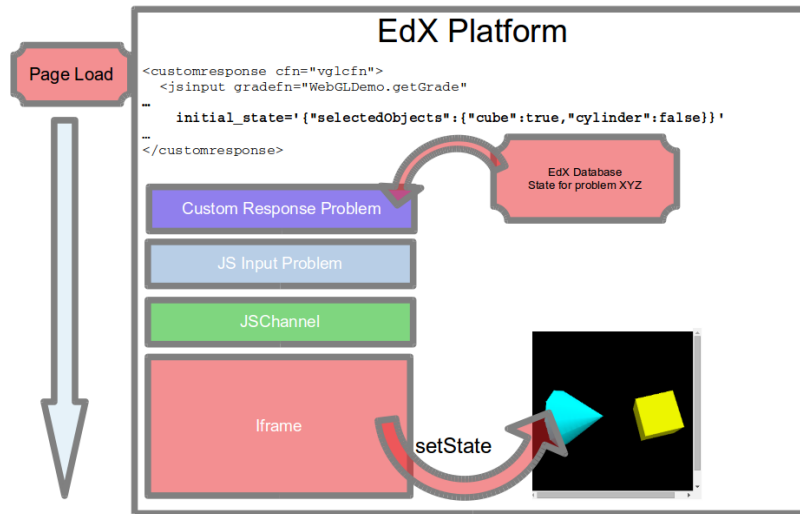 EdX Platform
Page Load
<customresponse cfn="vglcfn">
<jsinput gradefn="WebGLDemo.getGrade"
…
initial_state='{"selectedObjects":{"cube":true,"cylinder":false}}'
…
</customresponse>
EdX Database
State for problem XYZ
Custom Response Problem
JS Input Problem
JSChannel
Iframe
setState